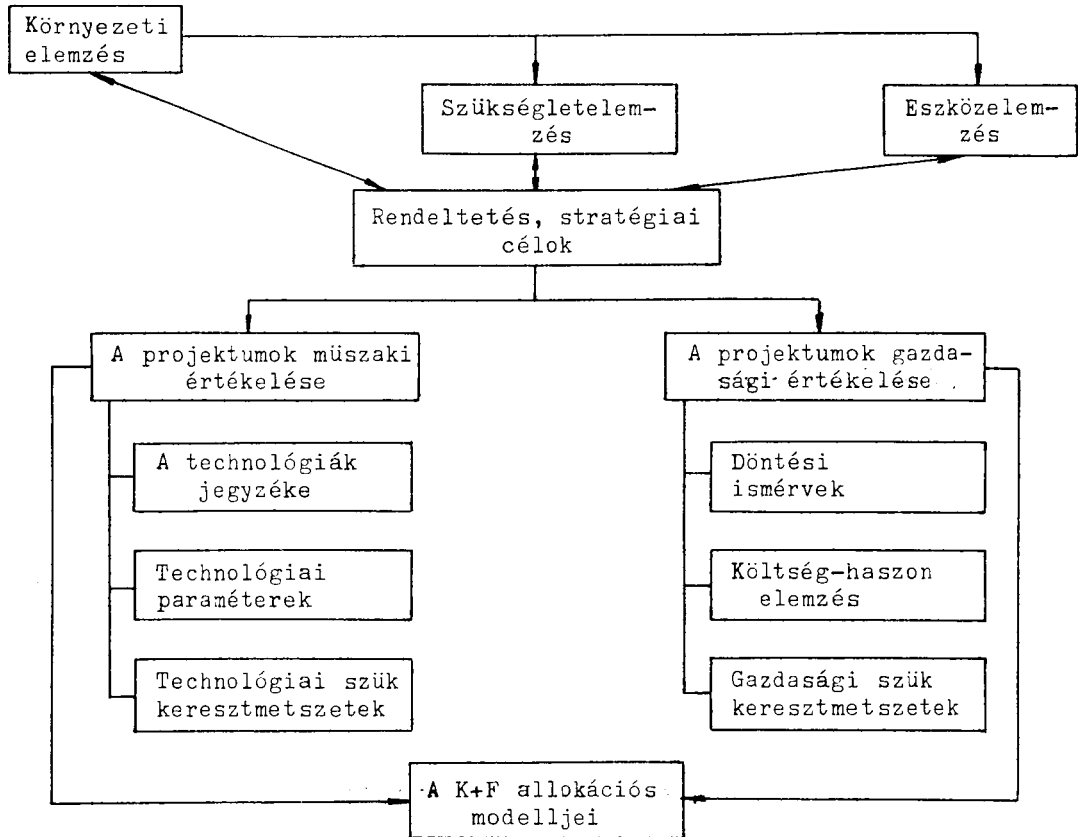 Környezeti
elemzés
Szükségletelem-
zés
Eszközelem-
zés
Rendeltetés, stratégiai
célok
A projektumok müszaki
értékelése
A projektumok gazda-
sági értékelése
A technológiák
jegyzéke
Döntési
ismérvek
Technológiai
paraméterek
Költség-haszon
elemzés
Technológiai szük
keresztmetszetek
Gazdasági szük
keresztmetszetek
A K+F allokációs
modelljei